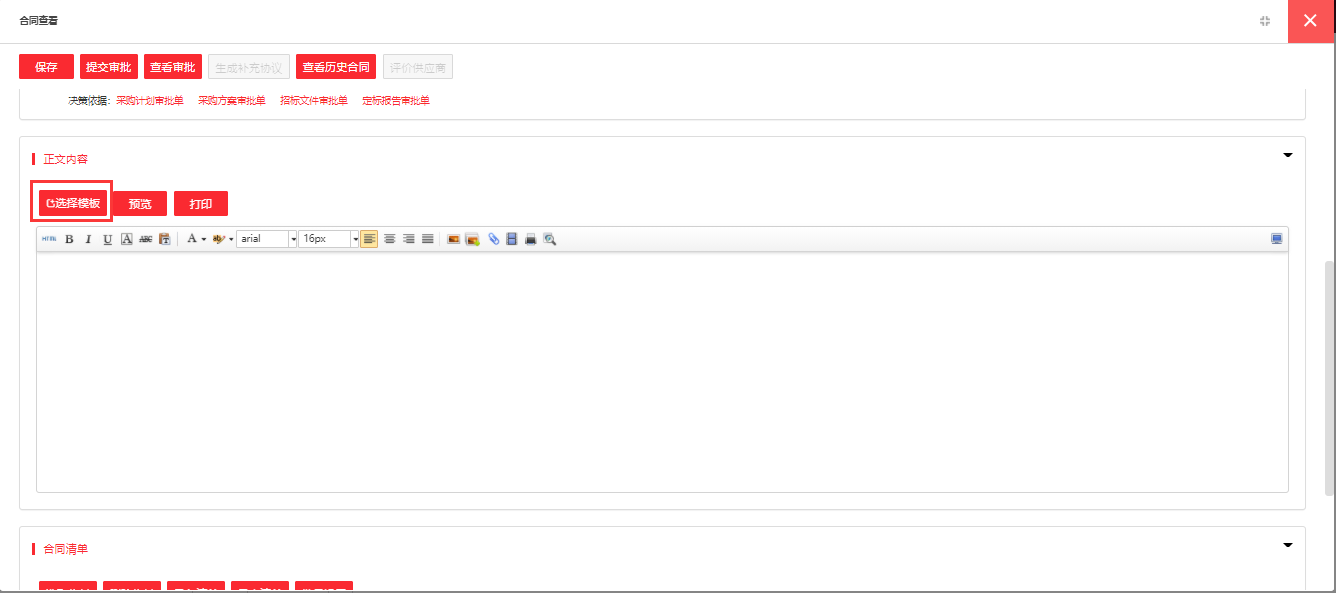 合同查看
保存 提交审批 查看审批 生成补充协议 查看历史合同 评价供应商
决策依据: 采购计划审批单 采购方案审批单 招标文件审批单 定标报告审批单
正文内容
选择模板 预览 打印
HTML B I U A ABC A ab arial 16px
合同清单